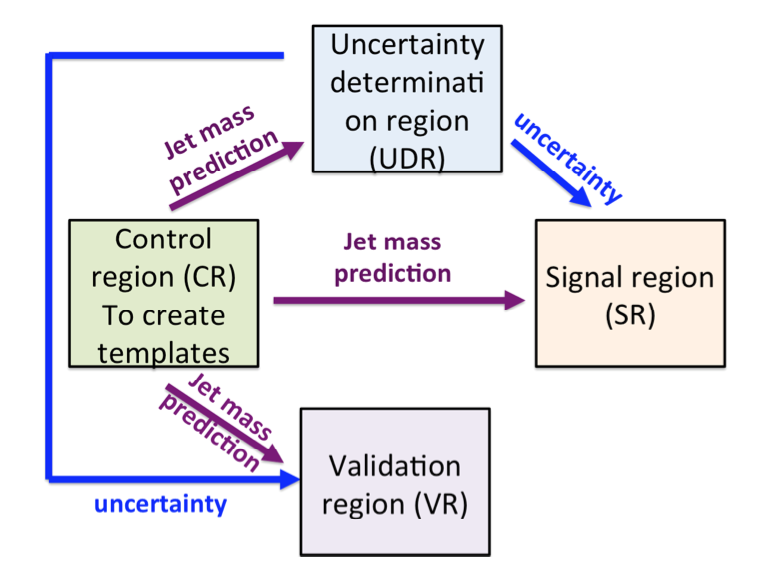 Uncertainty
determinati
on region
(UDR)
Jet mass
prediction
uncertainty
Control
region (CR)
To create
templates
Jet mass
prediction
Signal region
(SR)
Jet mass
prediction
Validation
region (VR)
uncertainty